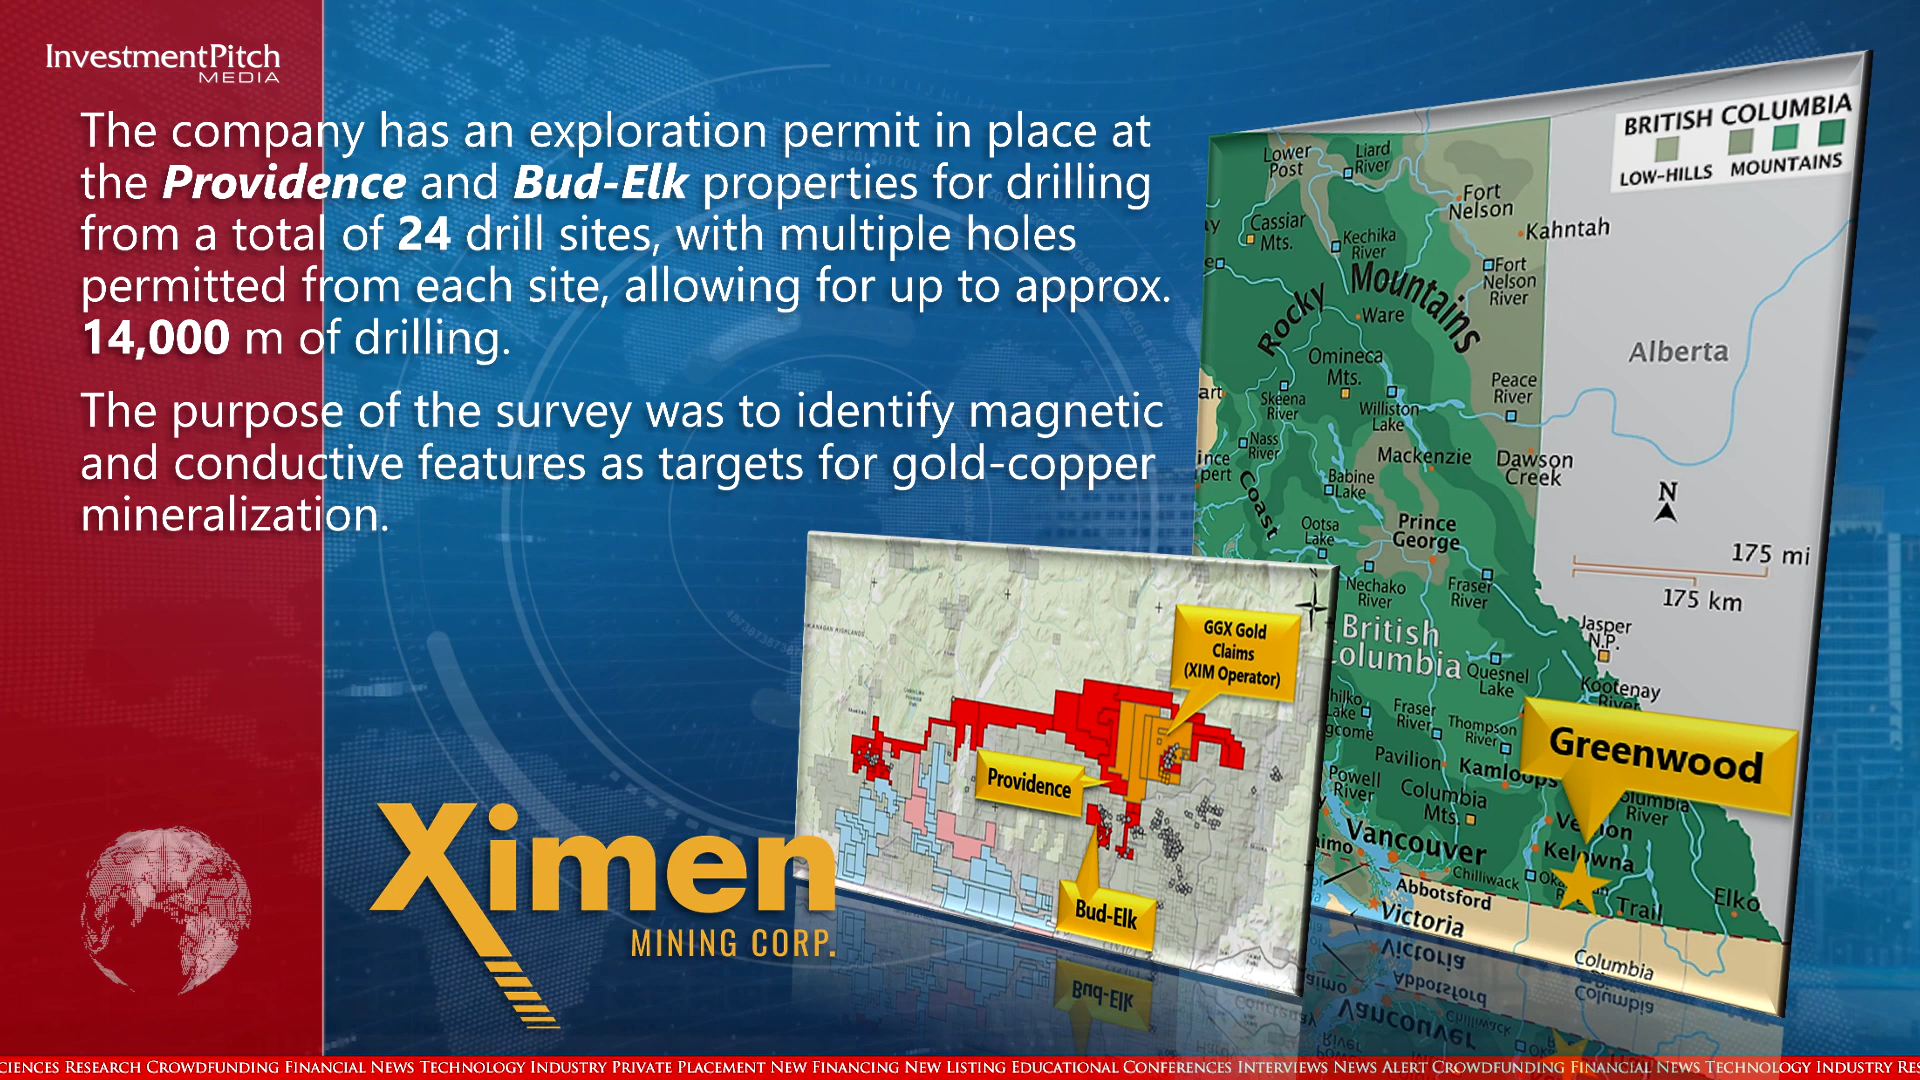 InvestmentPitch
MEDIA
The company has an exploration permit in place at
the Providence and Bud-Elk properties for drilling
from a total of 24 drill sites, with multiple holes
permitted from each site, allowing for up to approx.
14,000 m of drilling.
The purpose of the survey was to identify magnetic
and conductive features as targets for gold-copper
mineralization.
BRITISH COLUMBIA
LOW-HILLS MOUNTAINS
Lower
Post
Liard
River
Fort
Nelson
Kahntah
Cassiar
Mts.
Kechika
River
Fort
Nelson
River
Rocky Mountains
Ware
Omineca
Mts.
Alberta
Skeena
River
Williston
Lake
Peace
River
Nass
River
Mackenzie
Dawson
Creek
Babine
Lake
Coast
N
Ootsa
Lake
Prince
George
175 mi
175 km
Nechako
River
Fraser
River
British
Columbia
Jasper
N.P.
Quesnel
Lake
Kootenay
River
Fraser
River
Thompson
River
Greenwood
Pavilion
Kamloops
Powell
River
Columbia
Mts.
Columbia
River
Vernon
Vancouver
Kelowna
Chilliwack
Abbotsford
Trail
Elko
Victoria
Columbia
GGX Gold
Claims
(XIM Operator)
Providence
Bud-Elk
Ximen
MINING CORP.
CIENCES RESEARCH CROWDFUNDING FINANCIAL NEWS TECHNOLOGY INDUSTRY PRIVATE PLACEMENT NEW FINANCING NEW LISTING EDUCATIONAL CONFERENCES INTERVIEWS NEWS ALERT CROWDFUNDING FINANCIAL NEWS TECHNOLOGY INDUSTRY RES